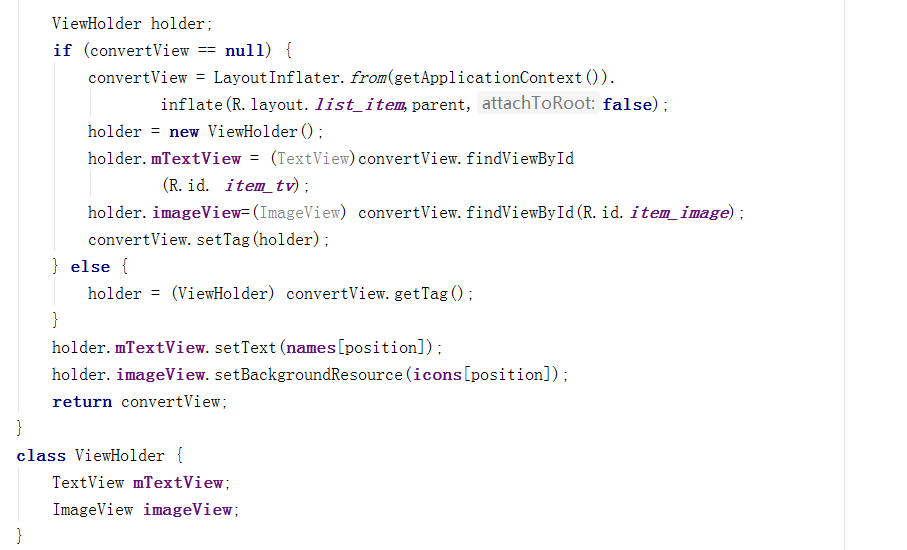 ViewHolder holder;
if (convertView == null) {
convertView = LayoutInflater.from(getApplicationContext()).
inflate(R.layout.list_item,parent, attachToRoot: false);
holder = new ViewHolder();
holder.mTextView = (TextView)convertView.findViewById
(R.id. item_tv);
holder.imageView=(ImageView) convertView.findViewById(R.id.item_image);
convertView.setTag(holder);
} else {
holder = (ViewHolder) convertView.getTag();
}
holder.mTextView.setText(names[position]);
holder.imageView.setBackgroundResource(icons[position]);
return convertView;
}
class ViewHolder {
TextView mTextView;
ImageView imageView;
}